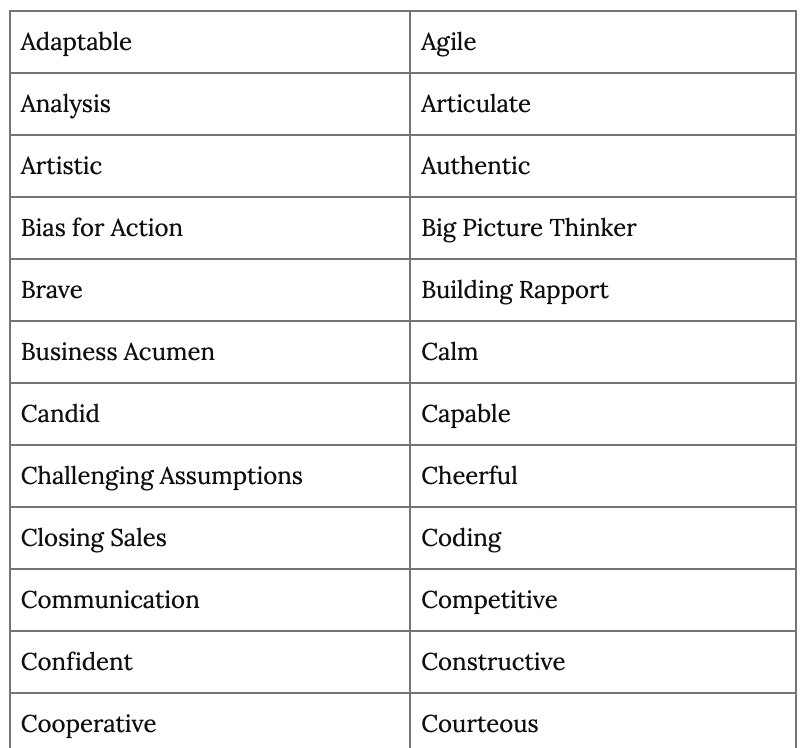 Adaptable
Agile
Analysis
Articulate
Artistic
Authentic
Bias for Action
Big Picture Thinker
Brave
Building Rapport
Business Acumen
Calm
Candid
Capable
Challenging Assumptions
Cheerful
Closing Sales
Coding
Communication
Competitive
Confident
Constructive
Cooperative
Courteous